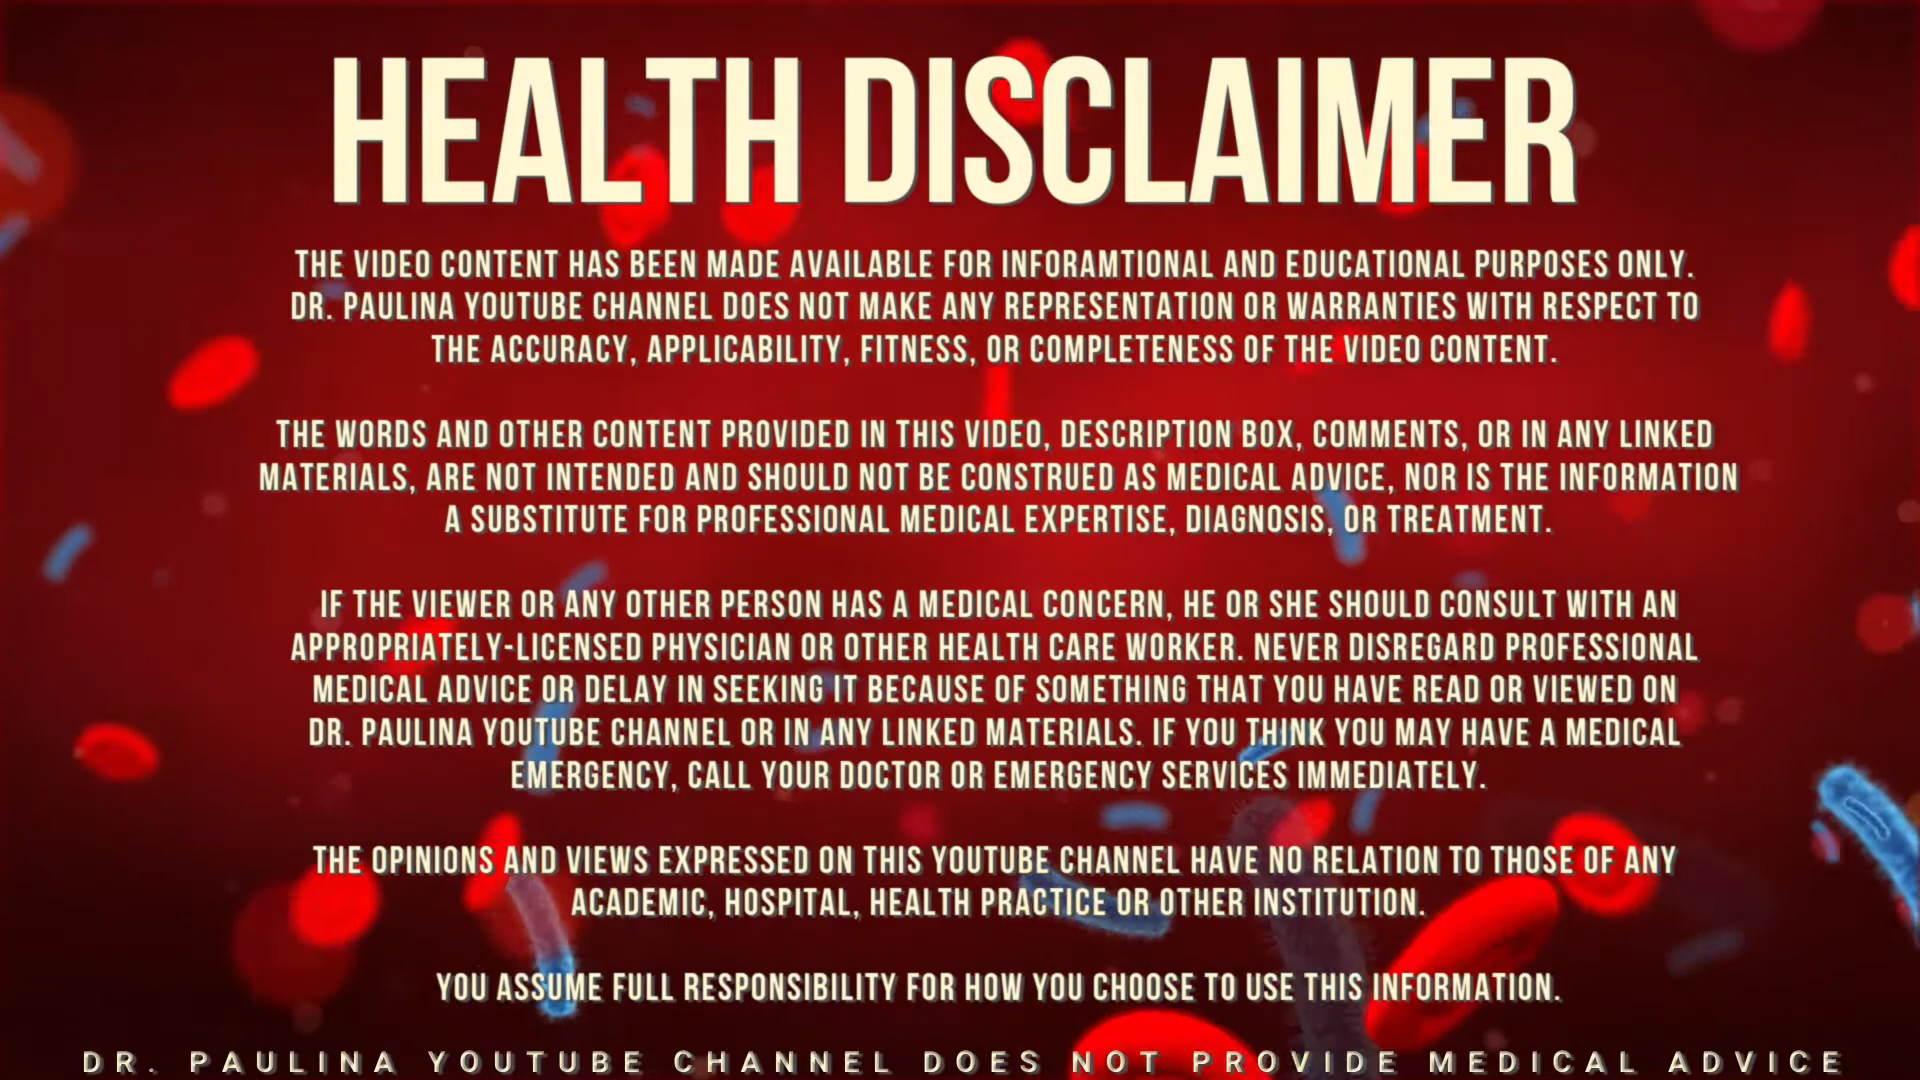 HEALTH DISCLAIMER
THE VIDEO CONTENT HAS BEEN MADE AVAILABLE FOR INFORAMTIONAL AND EDUCATIONAL PURPOSES ONLY.
DR. PAULINA YOUTUBE CHANNEL DOES NOT MAKE ANY REPRESENTATION OR WARRANTIES WITH RESPECT TO
THE ACCURACY, APPLICABILITY, FITNESS, OR COMPLETENESS OF THE VIDEO CONTENT.
THE WORDS AND OTHER CONTENT PROVIDED IN THIS VIDEO, DESCRIPTION BOX, COMMENTS, OR IN ANY LINKED
MATERIALS, ARE NOT INTENDED AND SHOULD NOT BE CONSTRUED AS MEDICAL ADVICE, NOR IS THE INFORMATION
A SUBSTITUTE FOR PROFESSIONAL MEDICAL EXPERTISE, DIAGNOSIS, OR TREATMENT.
IF THE VIEWER OR ANY OTHER PERSON HAS A MEDICAL CONCERN, HE OR SHE SHOULD CONSULT WITH AN
APPROPRIATELY-LICENSED PHYSICIAN OR OTHER HEALTH CARE WORKER. NEVER DISREGARD PROFESSIONAL
MEDICAL ADVICE OR DELAY IN SEEKING IT BECAUSE OF SOMETHING THAT YOU HAVE READ OR VIEWED ON
DR. PAULINA YOUTUBE CHANNEL OR IN ANY LINKED MATERIALS. IF YOU THINK YOU MAY HAVE A MEDICAL
EMERGENCY, CALL YOUR DOCTOR OR EMERGENCY SERVICES IMMEDIATELY.
THE OPINIONS AND VIEWS EXPRESSED ON THIS YOUTUBE CHANNEL HAVE NO RELATION TO THOSE OF ANY
ACADEMIC, HOSPITAL, HEALTH PRACTICE OR OTHER INSTITUTION.
YOU ASSUME FULL RESPONSIBILITY FOR HOW YOU CHOOSE TO USE THIS INFORMATION.
DR. PAULINA YOUTUBE CHANNEL DOES NOT PROVIDE MEDICAL ADVICE